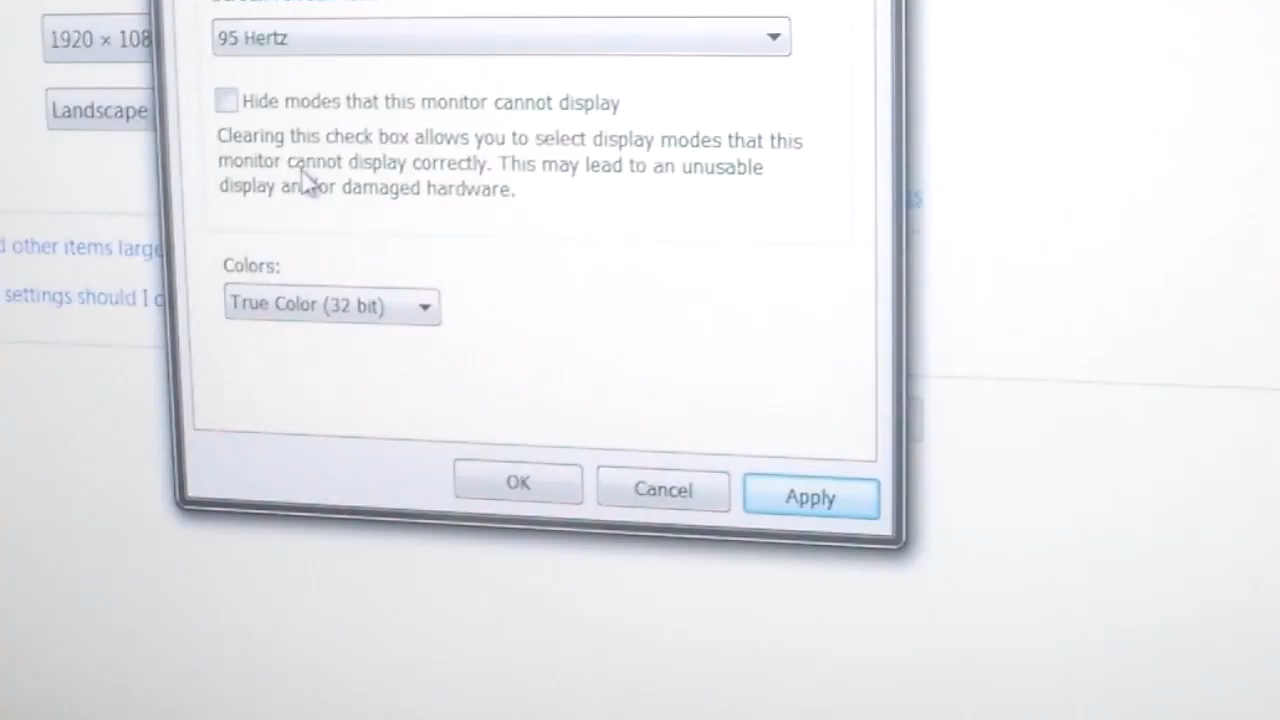 1920 × 108
95 Hertz
Landscape
Hide modes that this monitor cannot display
Clearing this check box allows you to select display modes that this
monitor cannot display correctly. This may lead to an unusable
display and/or damaged hardware.
other items large
Colors:
settings should I
True Color (32 bit)
OK
Cancel
Apply